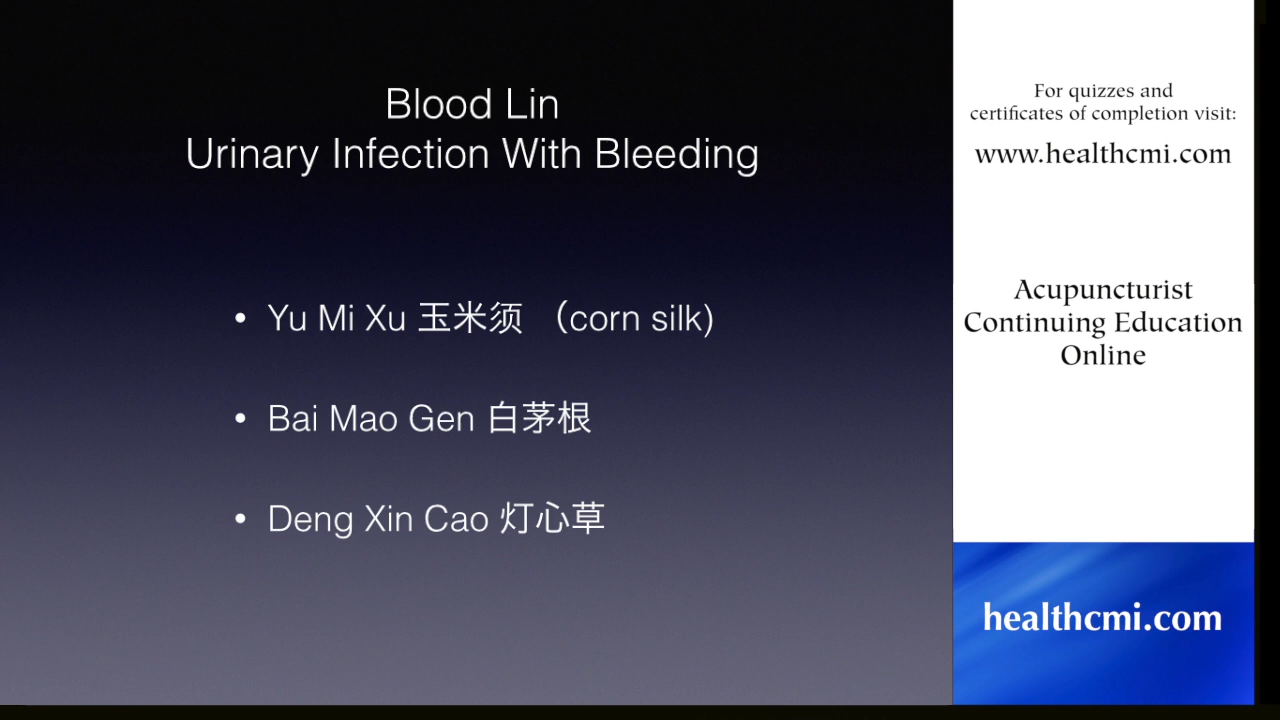 Blood Lin
Urinary Infection With Bleeding
• Yu Mi Xu 玉米须 （corn silk)
• Bai Mao Gen 白茅根
• Deng Xin Cao 灯心草
For quizzes and
certificates of completion visit:
www.healthcmi.com
Acupuncturist
Continuing Education
Online
healthcmi.com